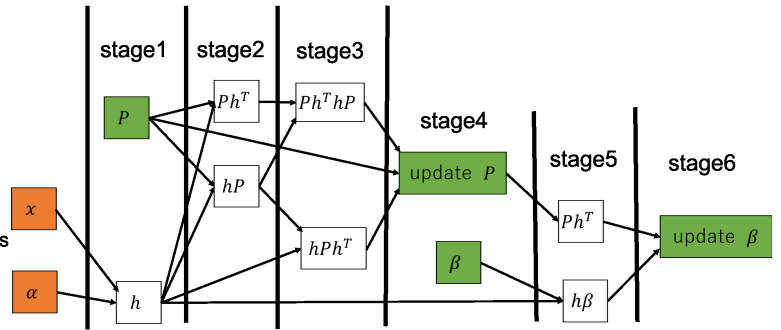 stage1
stage2
stage3
stage4
stage5
stage6
P
Ph^T
Ph^ThP
hP
update P
hPh^T
Ph^T
update β
x
s
α
h
β
hβ